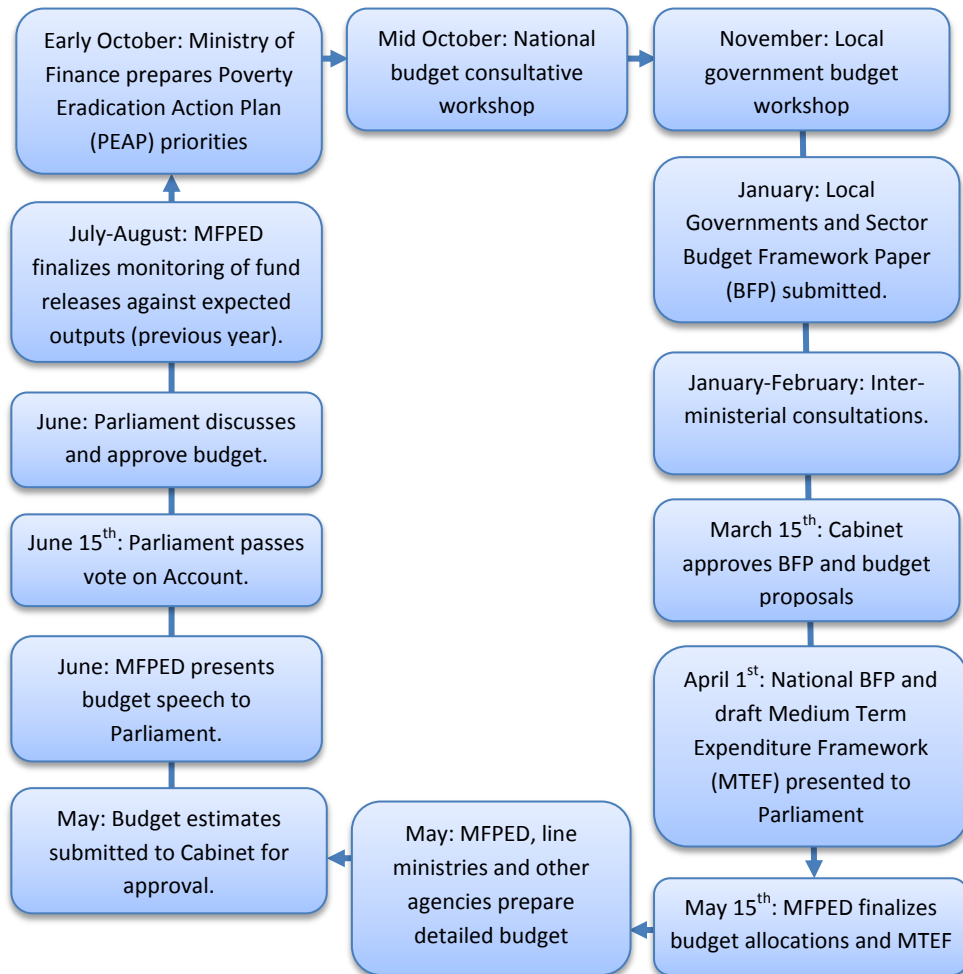 Early October: Ministry of
Finance prepares Poverty
Eradication Action Plan
(PEAP) priorities
Mid October: National
budget consultative
workshop
November: Local
government budget
workshop
January: Local
Governments and Sector
Budget Framework Paper
(BFP) submitted.
January-February: Inter-
ministerial consultations.
March 15th: Cabinet
approves BFP and budget
proposals
April 1st: National BFP and
draft Medium Term
Expenditure Framework
(MTEF) presented to
Parliament
May 15th: MFPED finalizes
budget allocations and MTEF
May: MFPED, line
ministries and other
agencies prepare
detailed budget
May: Budget estimates
submitted to Cabinet for
approval.
June: MFPED presents
budget speech to
Parliament.
June 15th: Parliament passes
vote on Account.
June: Parliament discusses
and approve budget.
July-August: MFPED
finalizes monitoring of fund
releases against expected
outputs (previous year).